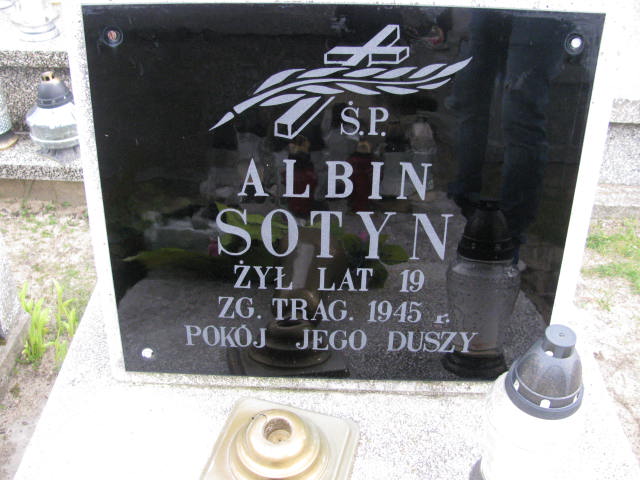 Ś.P.
ALBIN
SOTYN
ŻYŁ LAT 19
ZG. TRAG. 1945 r.
POKÓJ JEGO DUSZY